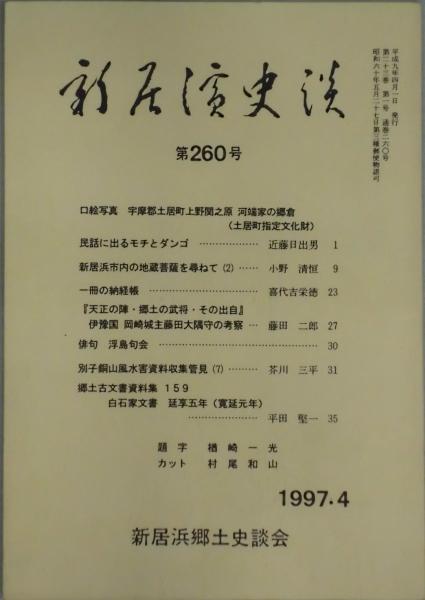 平成九年四月一日　発行
第二十三巻　第一号　通巻二六〇号
昭和六十年五月二十七日第三種郵便物認可
新居濱史談
第260号
口絵写真　宇摩郡土居町上野関之原　河端家の郷倉
（土居町指定文化財）
民話に出るモチとダンゴ ……………… 近藤日出男　1
新居浜市内の地蔵菩薩を尋ねて (2) …… 小野　清恒　9
一冊の納経帳 ……………………… 喜代吉栄徳　23
『天正の陣・郷土の武将・その出自』
伊豫国　岡崎城主藤田大隅守の考察 … 藤田　二郎　27
俳句　浮島句会 ………………………………… 30
別子銅山風水害資料収集管見 (7) ……… 芥川　三平　31
郷土古文書資料集　159
白石家文書　延享五年（寛延元年）
………………… 平田　堅一　35
題字　楢崎一光
カット　村尾和山
1997.4
新居浜郷土史談会